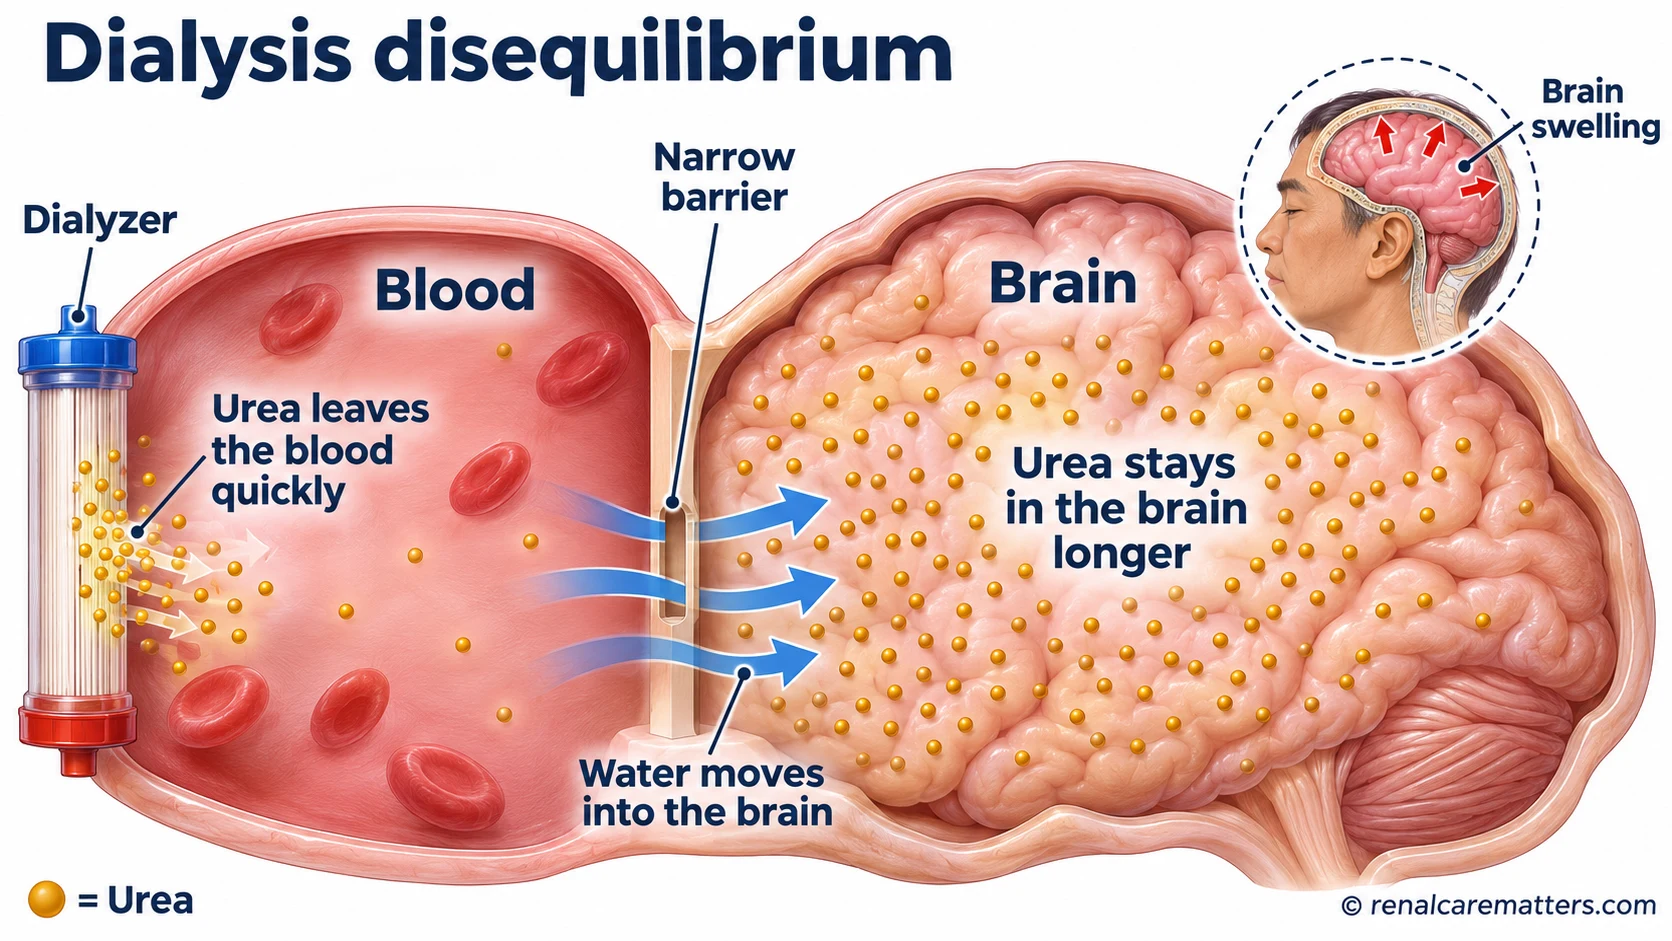 Dialysis disequilibrium
Brain
swelling
Narrow
barrier
Dialyzer
Blood
Brain
Urea leaves
the blood
quickly
Urea stays
in the brain
longer
Water moves
into the brain
= Urea
© renalcarematters.com